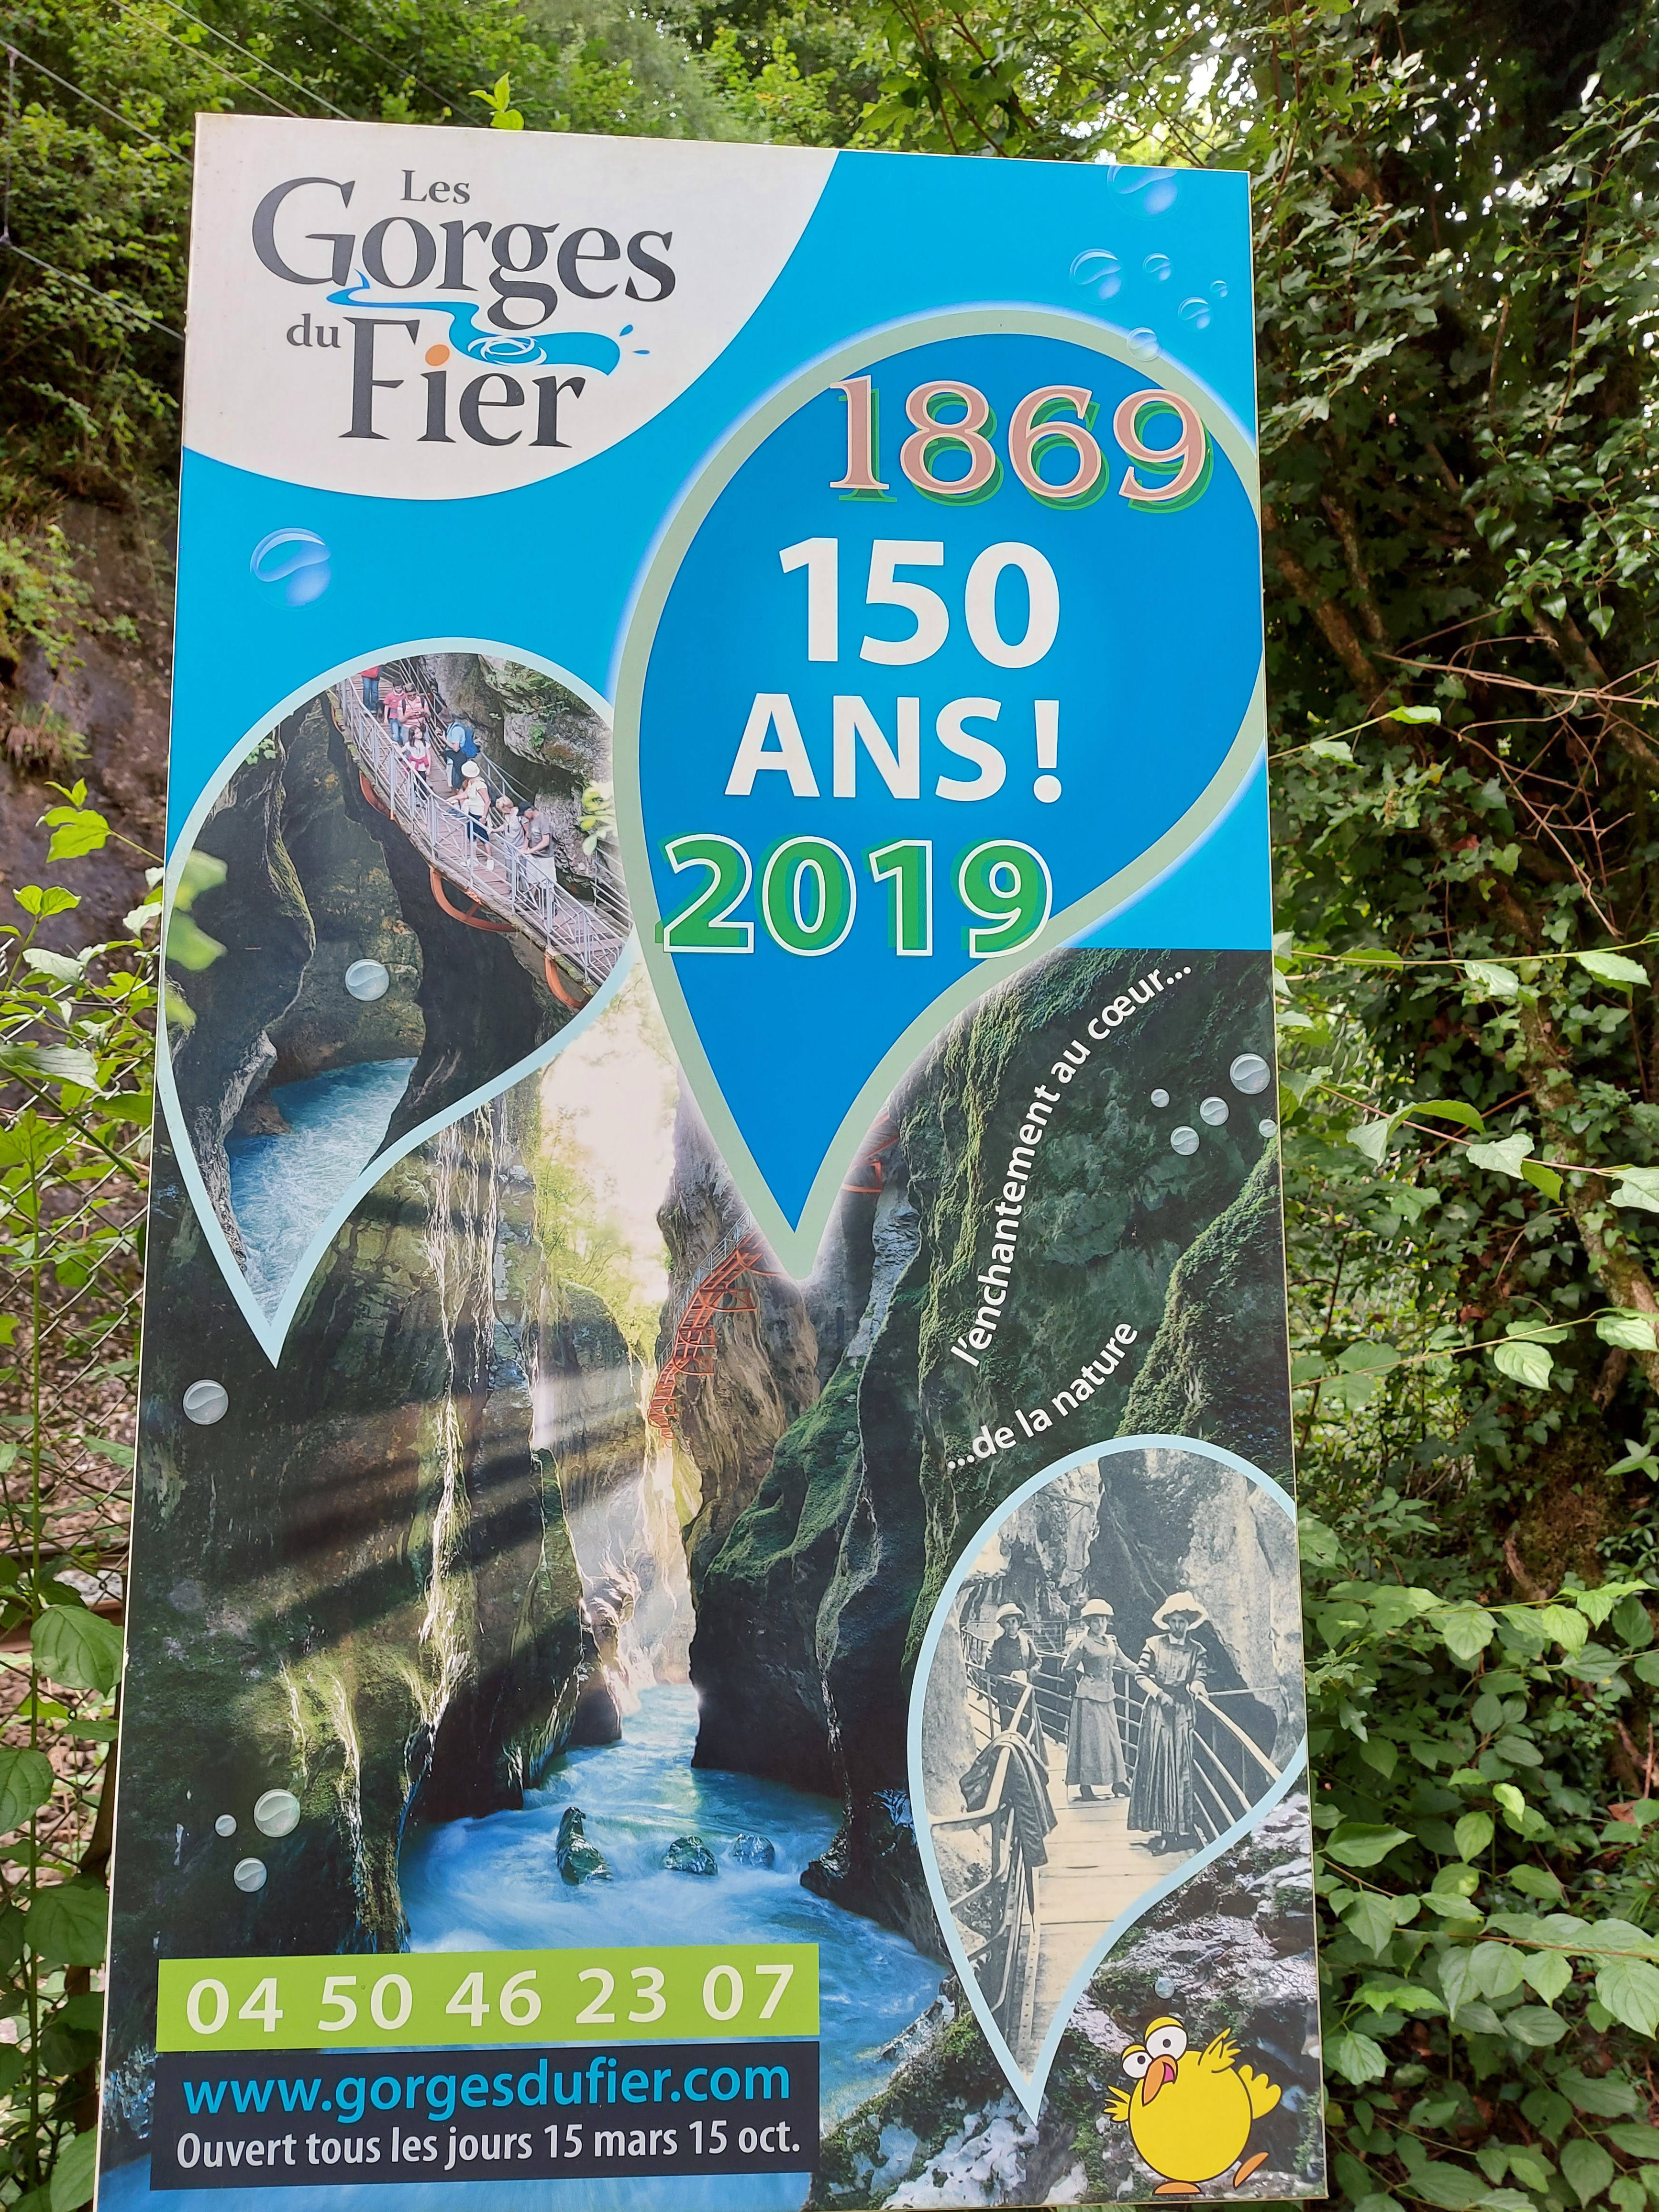 Les
Gorges
du Fier
1869
150
ANS!
2019
l'enchantement au cœur...
...de la nature
04 50 46 23 07
www.gorgesdufier.com
Ouvert tous les jours 15 mars 15 oct.